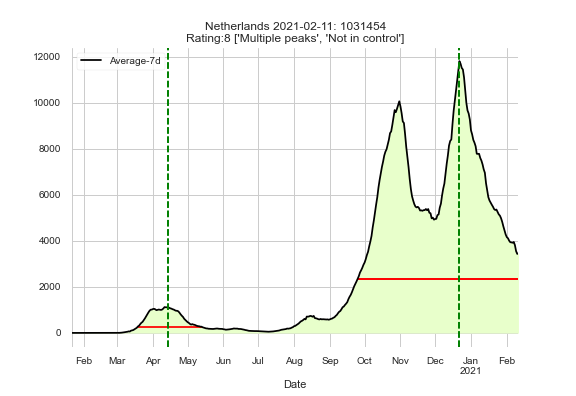 Netherlands 2021-02-11: 1031454
Rating:8 ['Multiple peaks', 'Not in control']
Average-7d
12000
10000
8000
6000
4000
2000
0
Feb Mar Apr May Jun Jul Aug Sep Oct Nov Dec Jan Feb
2021
Date